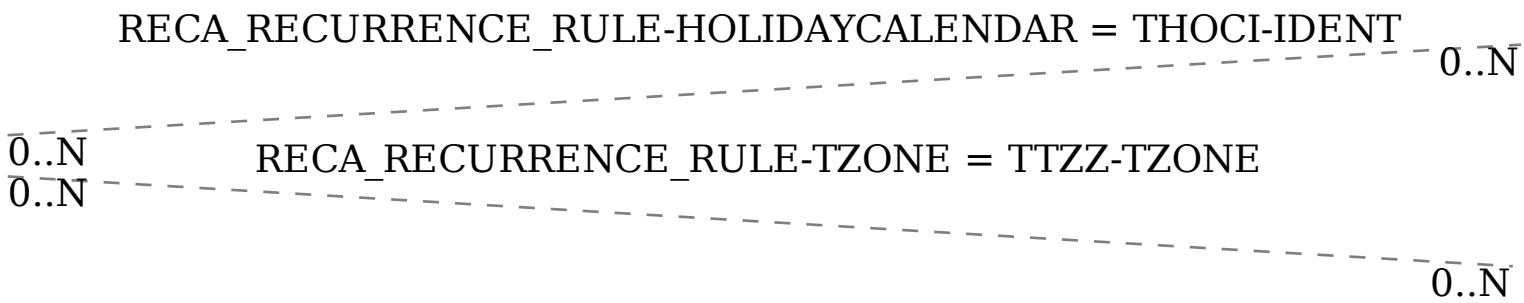 RECA_RECURRENCE_RULE-HOLIDAYCALENDAR = THOCI-IDENT
0..N
0..N
RECA_RECURRENCE_RULE-TZONE = TTZZ-TZONE
0..N
0..N